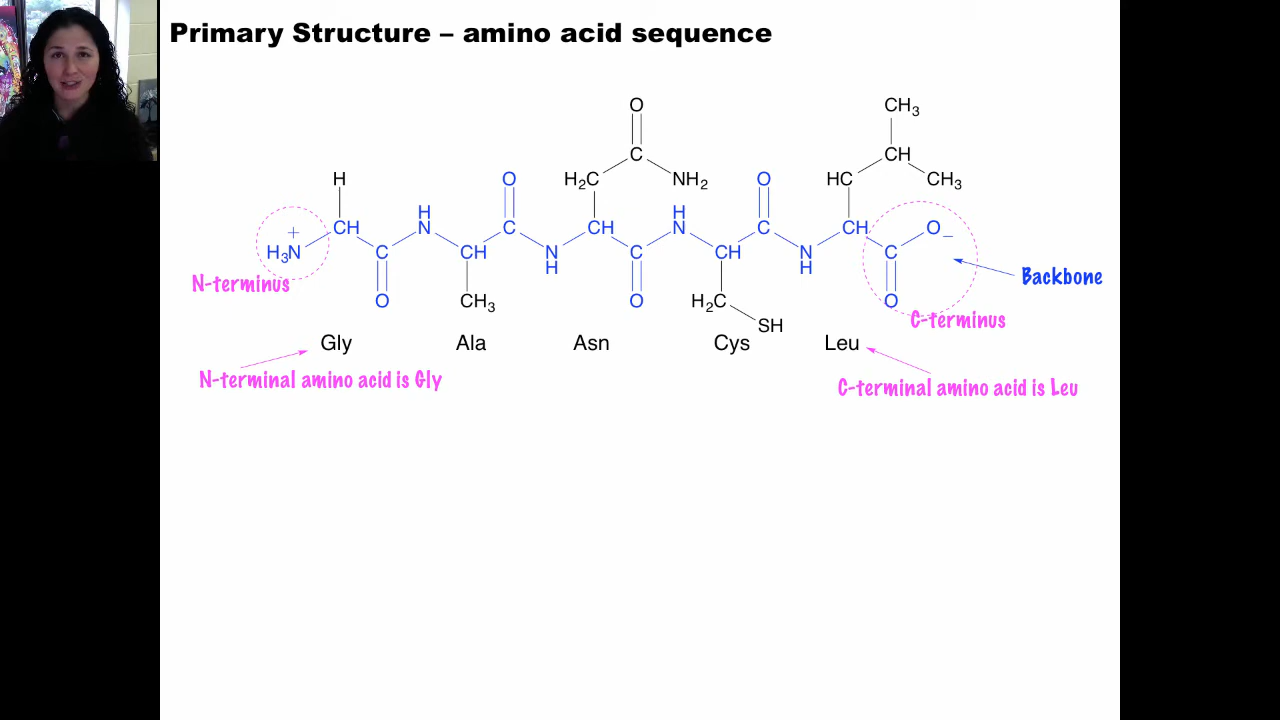 Primary Structure – amino acid sequence
O CH₃
C CH
H H₂C NH₂ HC CH₃
O O
H H
+ CH N C CH N C CH O⁻
H₃N C CH N C CH N C
H H
Backbone
N-terminus
O CH₃ O H₂C O
C-terminus
SH
Gly Ala Asn Cys Leu
N-terminal amino acid is Gly
C-terminal amino acid is Leu